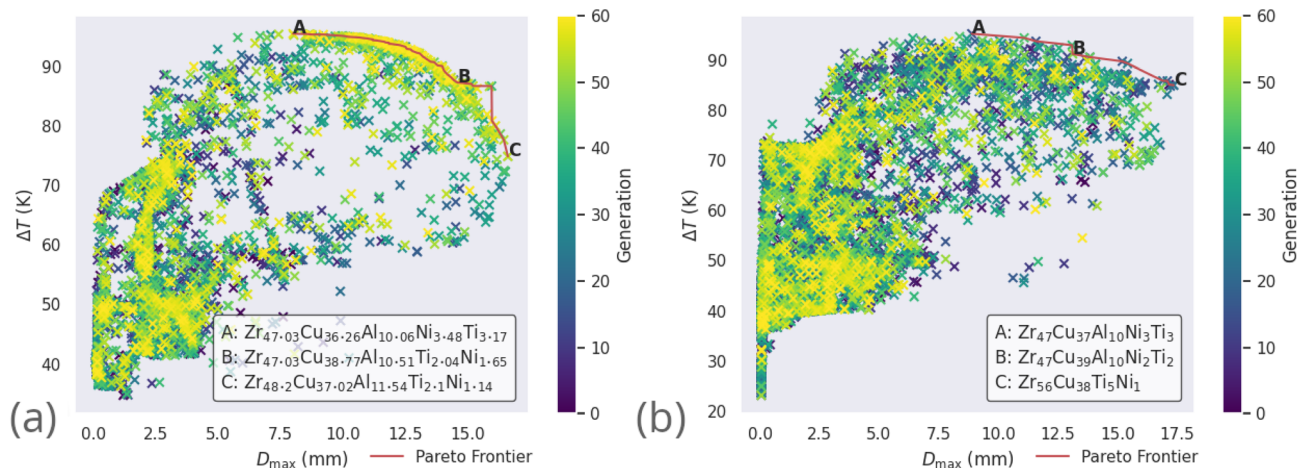 A
B
C
90
80
70
60
50
40
ΔT (K)
A: Zr47.03Cu36.26Al10.06Ni3.48Ti3.17
B: Zr47.03Cu38.77Al10.51Ti2.04Ni1.65
C: Zr48.2Cu37.02Al11.54Ti2.1Ni1.14
0.0 2.5 5.0 7.5 10.0 12.5 15.0
Dmax (mm)
Pareto Frontier
60
50
40
30
20
10
0
Generation
(a)
A
B
C
90
80
70
60
50
40
30
20
ΔT (K)
A: Zr47Cu37Al10Ni3Ti3
B: Zr47Cu39Al10Ni2Ti2
C: Zr56Cu38Ti5Ni1
0.0 2.5 5.0 7.5 10.0 12.5 15.0 17.5
Dmax (mm)
Pareto Frontier
60
50
40
30
20
10
0
Generation
(b)